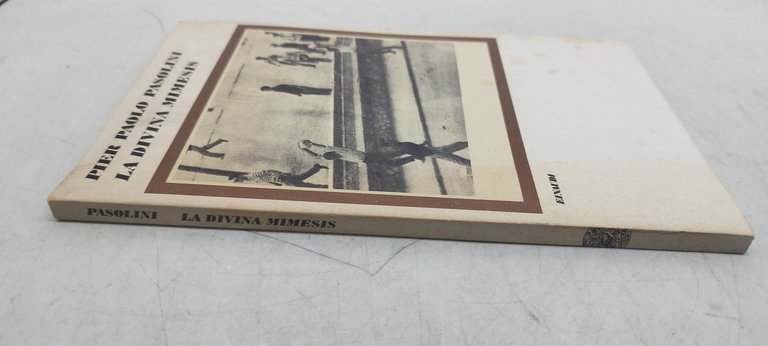 PIER PAOLO PASOLINI
LA DIVINA MIMESIS
EINAUDI
PASOLINI LA DIVINA MIMESIS